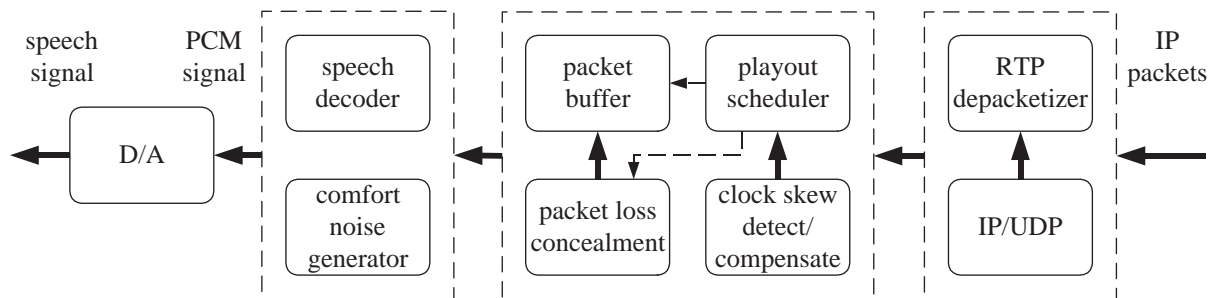 speech
signal
PCM
signal
D/A
speech
decoder
comfort
noise
generator
packet
buffer
playout
scheduler
packet loss
concealment
clock skew
detect/
compensate
RTP
depacketizer
IP/UDP
IP
packets